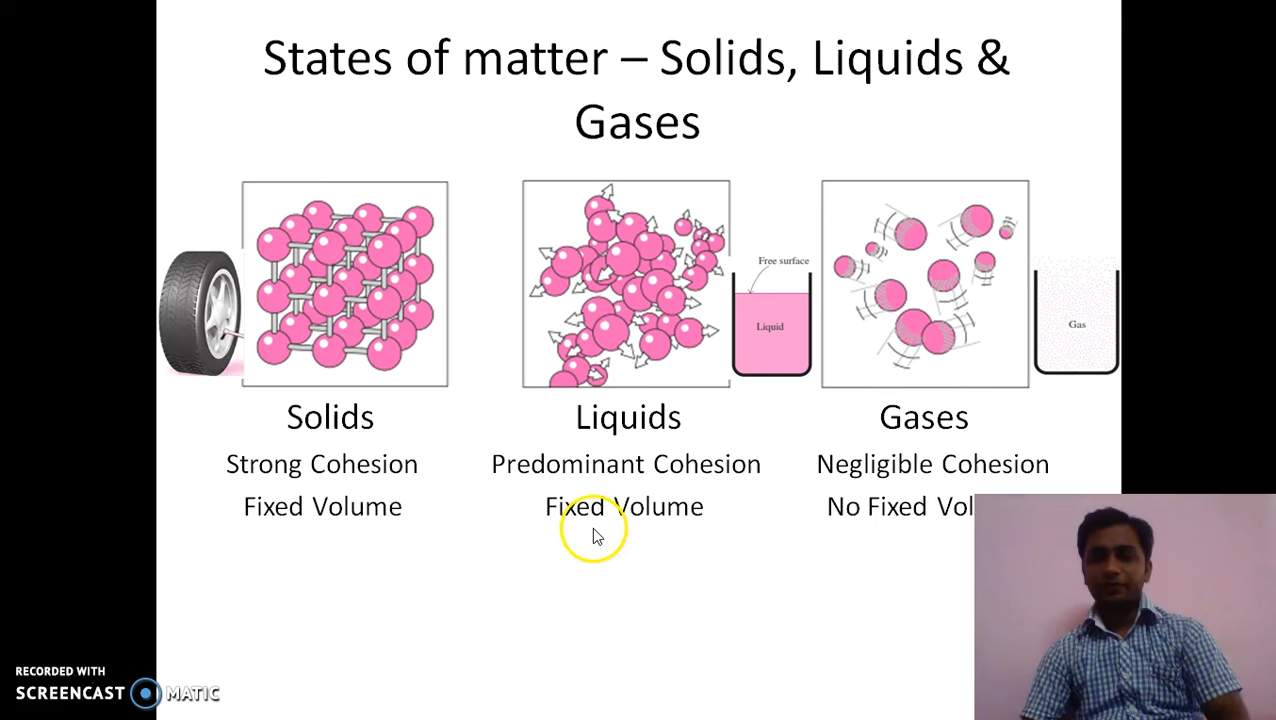 States of matter – Solids, Liquids &
Gases
Free surface
Liquid
Gas
Solids
Liquids
Gases
Strong Cohesion
Predominant Cohesion
Negligible Cohesion
Fixed Volume
Fixed Volume
No Fixed
RECORDED WITH
SCREENCAST MATIC